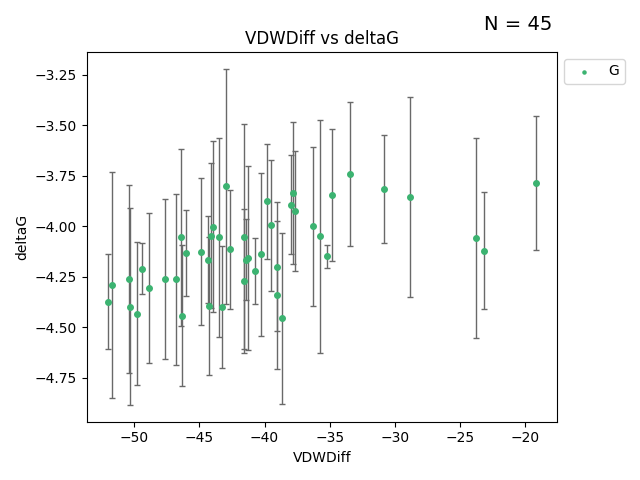 N = 45
VDWDiff vs deltaG
G
−3.25
−3.50
−3.75
−4.00
−4.25
−4.50
−4.75
deltaG
−50 −45 −40 −35 −30 −25 −20
VDWDiff